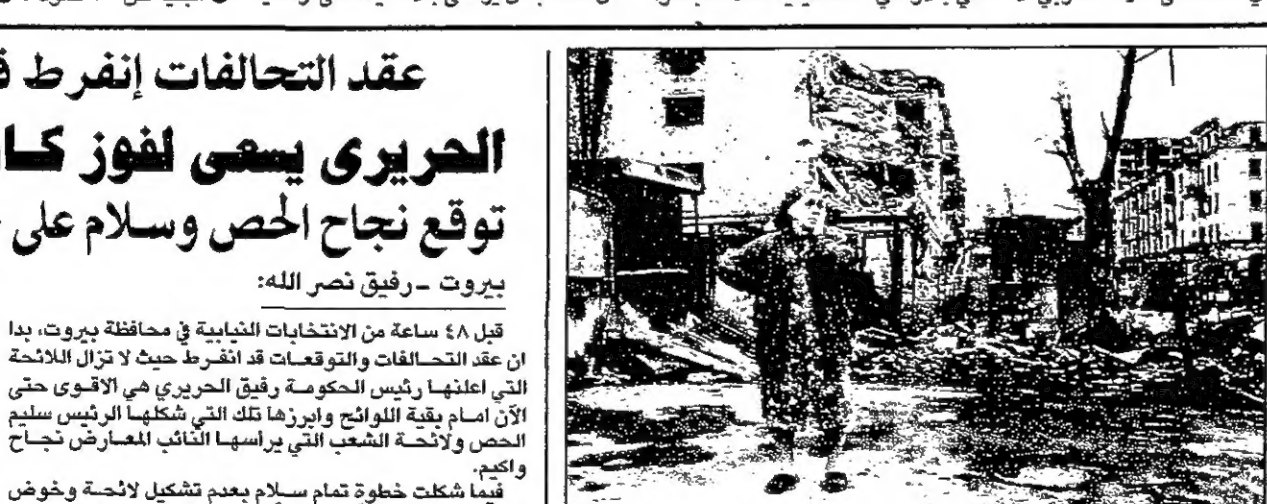 عقد التحالفات إنفرط
الحريرى يسعى لفوز
توقع نجاح الحص وسلام على
بيروت ـ رفيق نصر الله:
قبل ٤٨ ساعة من الانتخابات النيابية في محافظة بيروت، بدا
ان عقد التحالفات والتوقعات قد انفرط حيث لا تزال اللائحة
التي اعلنها رئيس الحكومة رفيق الحريري هي الاقوى حتى
الآن امام بقية اللوائح وابرزها تلك التي شكلها الرئيس سليم
الحص ولائحة الشعب التي يرأسها النائب المعارض نجاح
واكيم.
فيما شكلت خطوة تمام سلام بعدم تشكيل لائحة وخوض